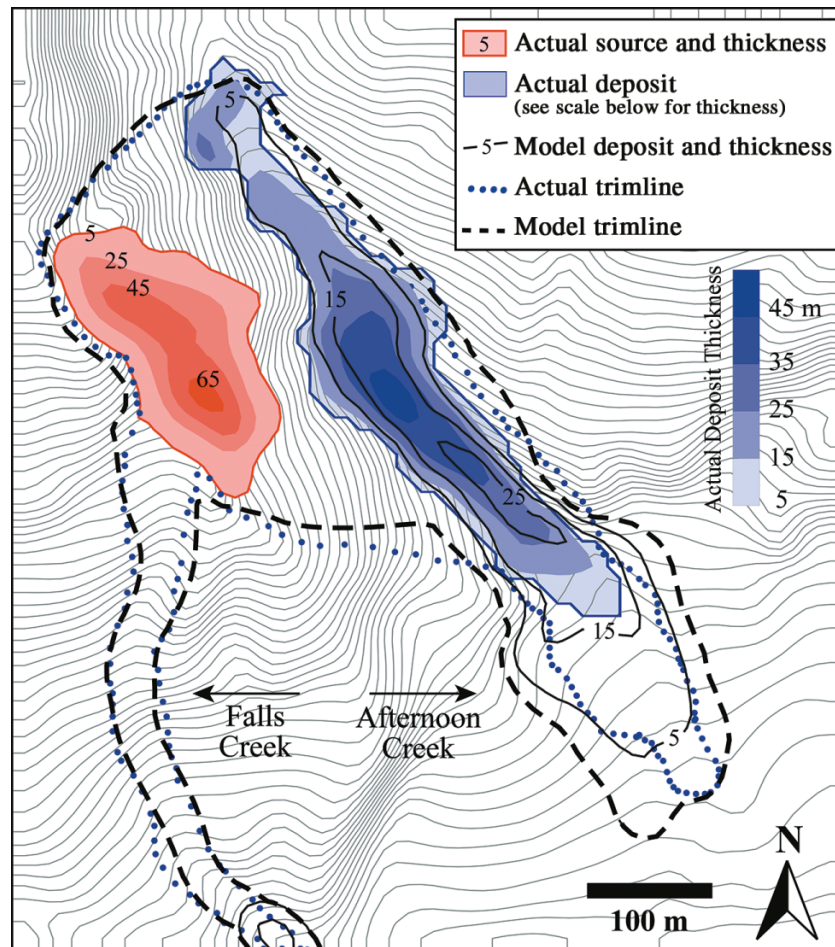 5 Actual source and thickness
Actual deposit
(see scale below for thickness)
5 Model deposit and thickness
Actual trimline
Model trimline
5
5
25
45
65
15
25
15
5
Actual Deposit Thickness
45 m
35
25
15
5
Falls
Creek
Afternoon
Creek
N
100 m